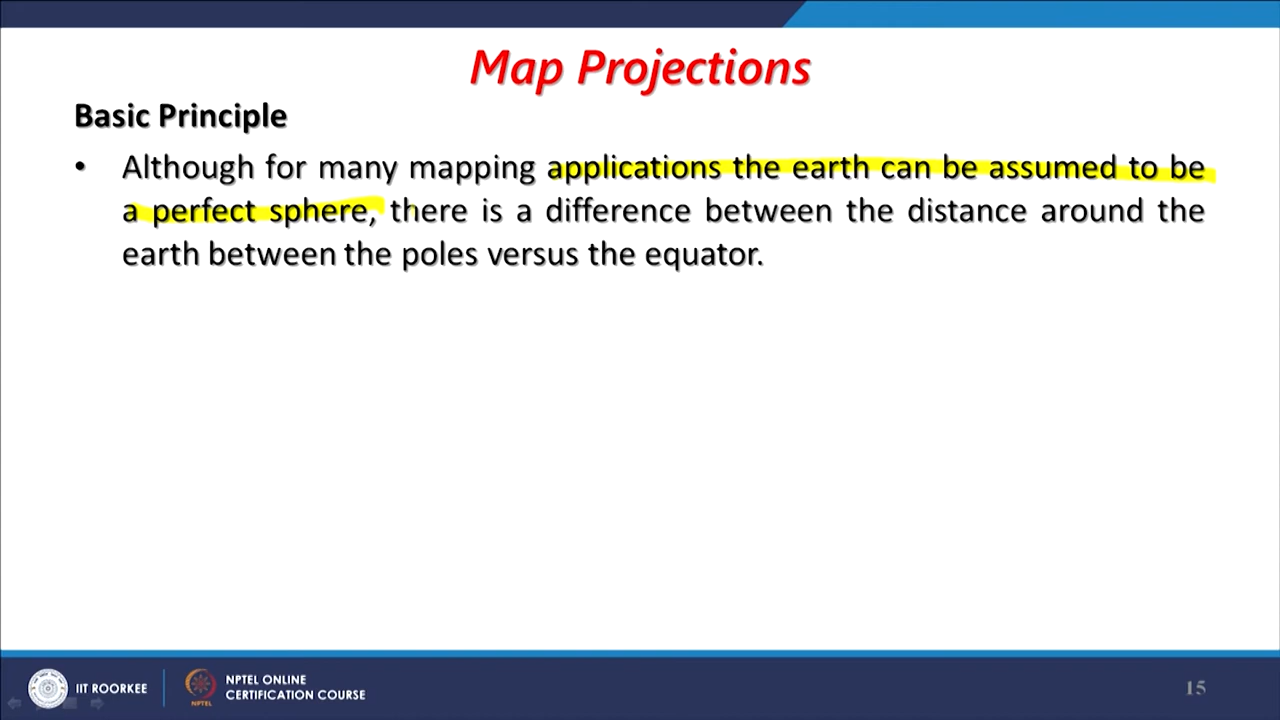 Map Projections
Basic Principle
• Although for many mapping applications the earth can be assumed to be
a perfect sphere, there is a difference between the distance around the
earth between the poles versus the equator.
IIT ROORKEE
NPTEL ONLINE
CERTIFICATION COURSE
NPTEL
15